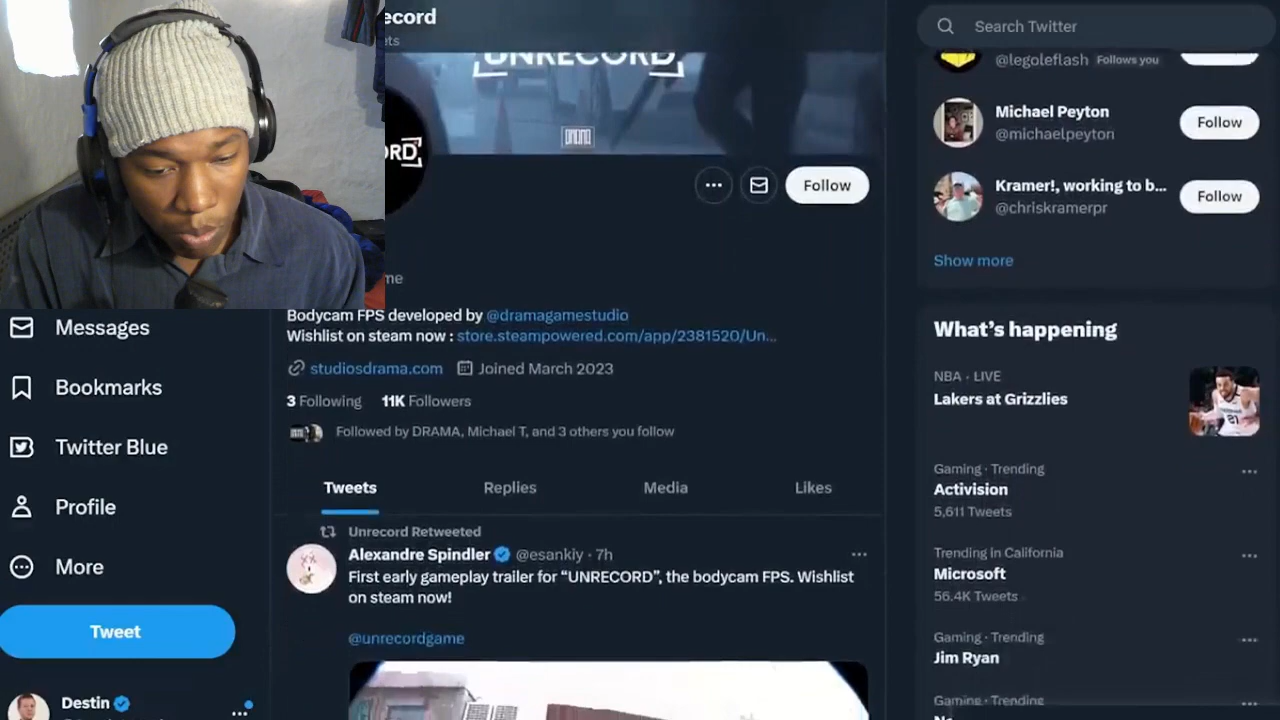 ecord
ets
UNRECORD
ORD
Follow
me
Bodycam FPS developed by @dramagamestudio
Wishlist on steam now : store.steampowered.com/app/2381520/Un...
studiosdrama.com Joined March 2023
3 Following 11K Followers
Followed by DRAMA, Michael T, and 3 others you follow
Tweets Replies Media Likes
Unrecord Retweeted
Alexandre Spindler @esankiy · 7h
First early gameplay trailer for “UNRECORD”, the bodycam FPS. Wishlist
on steam now!
@unrecordgame
Messages
Bookmarks
Twitter Blue
Profile
More
Tweet
Destin
Search Twitter
@legoleflash Follows you
Michael Peyton
@michaelpeyton
Follow
Kramer!, working to b...
@chriskramerpr
Follow
Show more
What’s happening
NBA · LIVE
Lakers at Grizzlies
Gaming · Trending
Activision
5,611 Tweets
Trending in California
Microsoft
56.4K Tweets
Gaming · Trending
Jim Ryan
Gaming · Trending